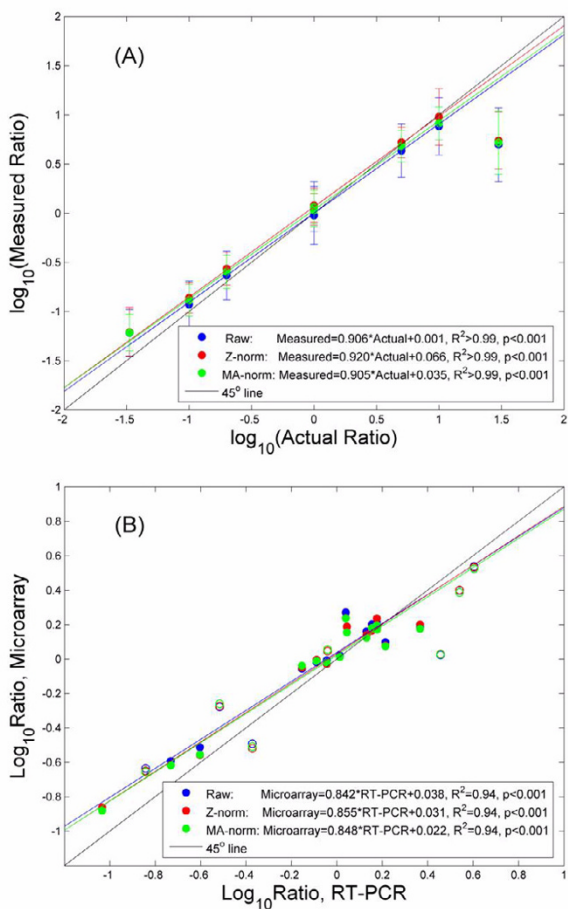 (A)
2
1.5
1
0.5
0
-0.5
-1
-1.5
-2
log10(Measured Ratio)
Raw: Measured=0.906*Actual+0.001, R2>0.99, p<0.001
Z-norm: Measured=0.920*Actual+0.066, R2>0.99, p<0.001
MA-norm: Measured=0.905*Actual+0.035, R2>0.99, p<0.001
45o line
-2 -1.5 -1 -0.5 0 0.5 1 1.5 2
log10(Actual Ratio)
(B)
1
0.8
0.6
0.4
0.2
0
-0.2
-0.4
-0.6
-0.8
-1
Log10Ratio, Microarray
Raw: Microarray=0.842*RT-PCR+0.038, R2=0.94, p<0.001
Z-norm: Microarray=0.855*RT-PCR+0.031, R2=0.94, p<0.001
MA-norm: Microarray=0.848*RT-PCR+0.022, R2=0.94, p<0.001
45o line
-1.2 -1 -0.8 -0.6 -0.4 -0.2 0 0.2 0.4 0.6 0.8 1
Log10Ratio, RT-PCR